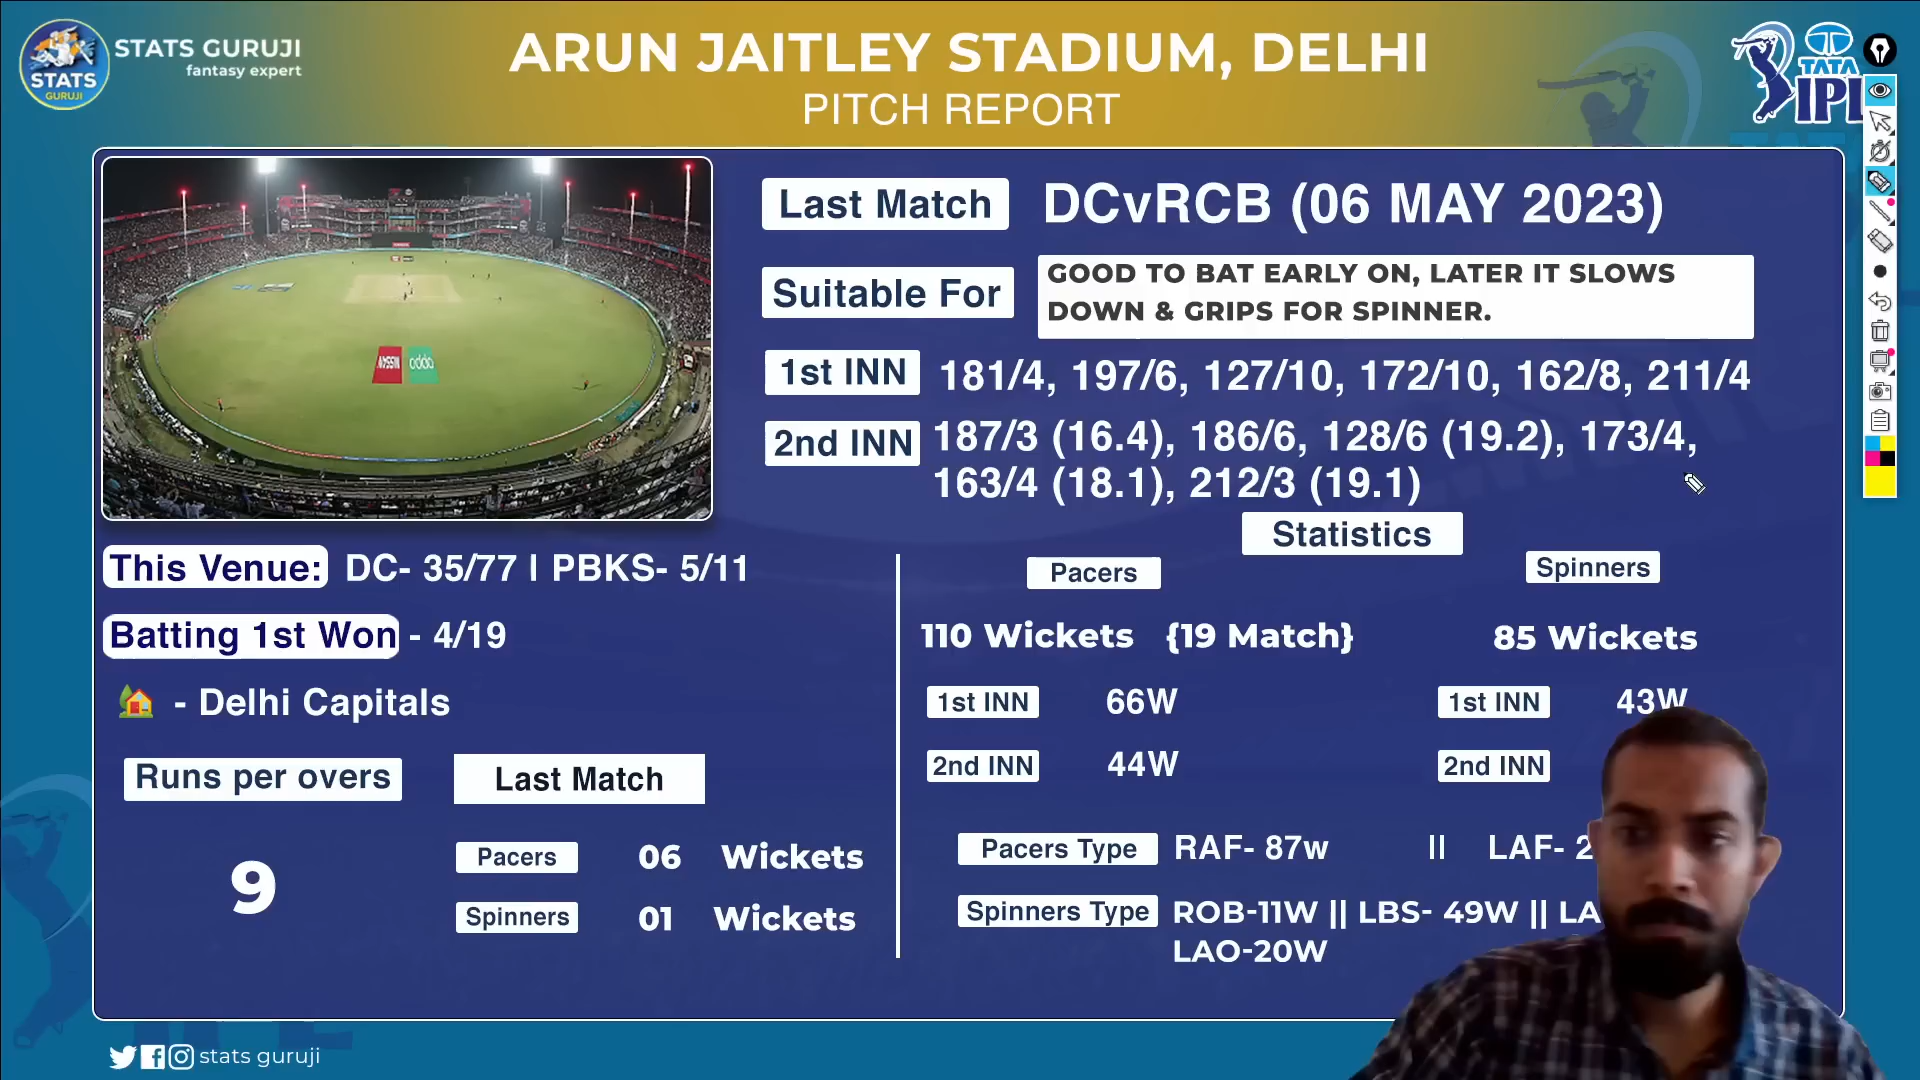 STATS GURUJI
fantasy expert
STATS
GURUJI
ARUN JAITLEY STADIUM, DELHI
PITCH REPORT
TATA
IPL
Last Match DCvRCB (06 MAY 2023)
Suitable For GOOD TO BAT EARLY ON, LATER IT SLOWS
DOWN & GRIPS FOR SPINNER.
1st INN 181/4, 197/6, 127/10, 172/10, 162/8, 211/4
2nd INN 187/3 (16.4), 186/6, 128/6 (19.2), 173/4,
163/4 (18.1), 212/3 (19.1)
oppo
This Venue: DC- 35/77 I PBKS- 5/11
Batting 1st Won - 4/19
- Delhi Capitals
Runs per overs
9
Last Match
Pacers 06 Wickets
Spinners 01 Wickets
Statistics
Pacers Spinners
110 Wickets {19 Match} 85 Wickets
1st INN 66W 1st INN 43W
2nd INN 44W 2nd INN
Pacers Type RAF- 87w II LAF- 2
Spinners Type ROB-11W || LBS- 49W || LA
LAO-20W
stats guruji